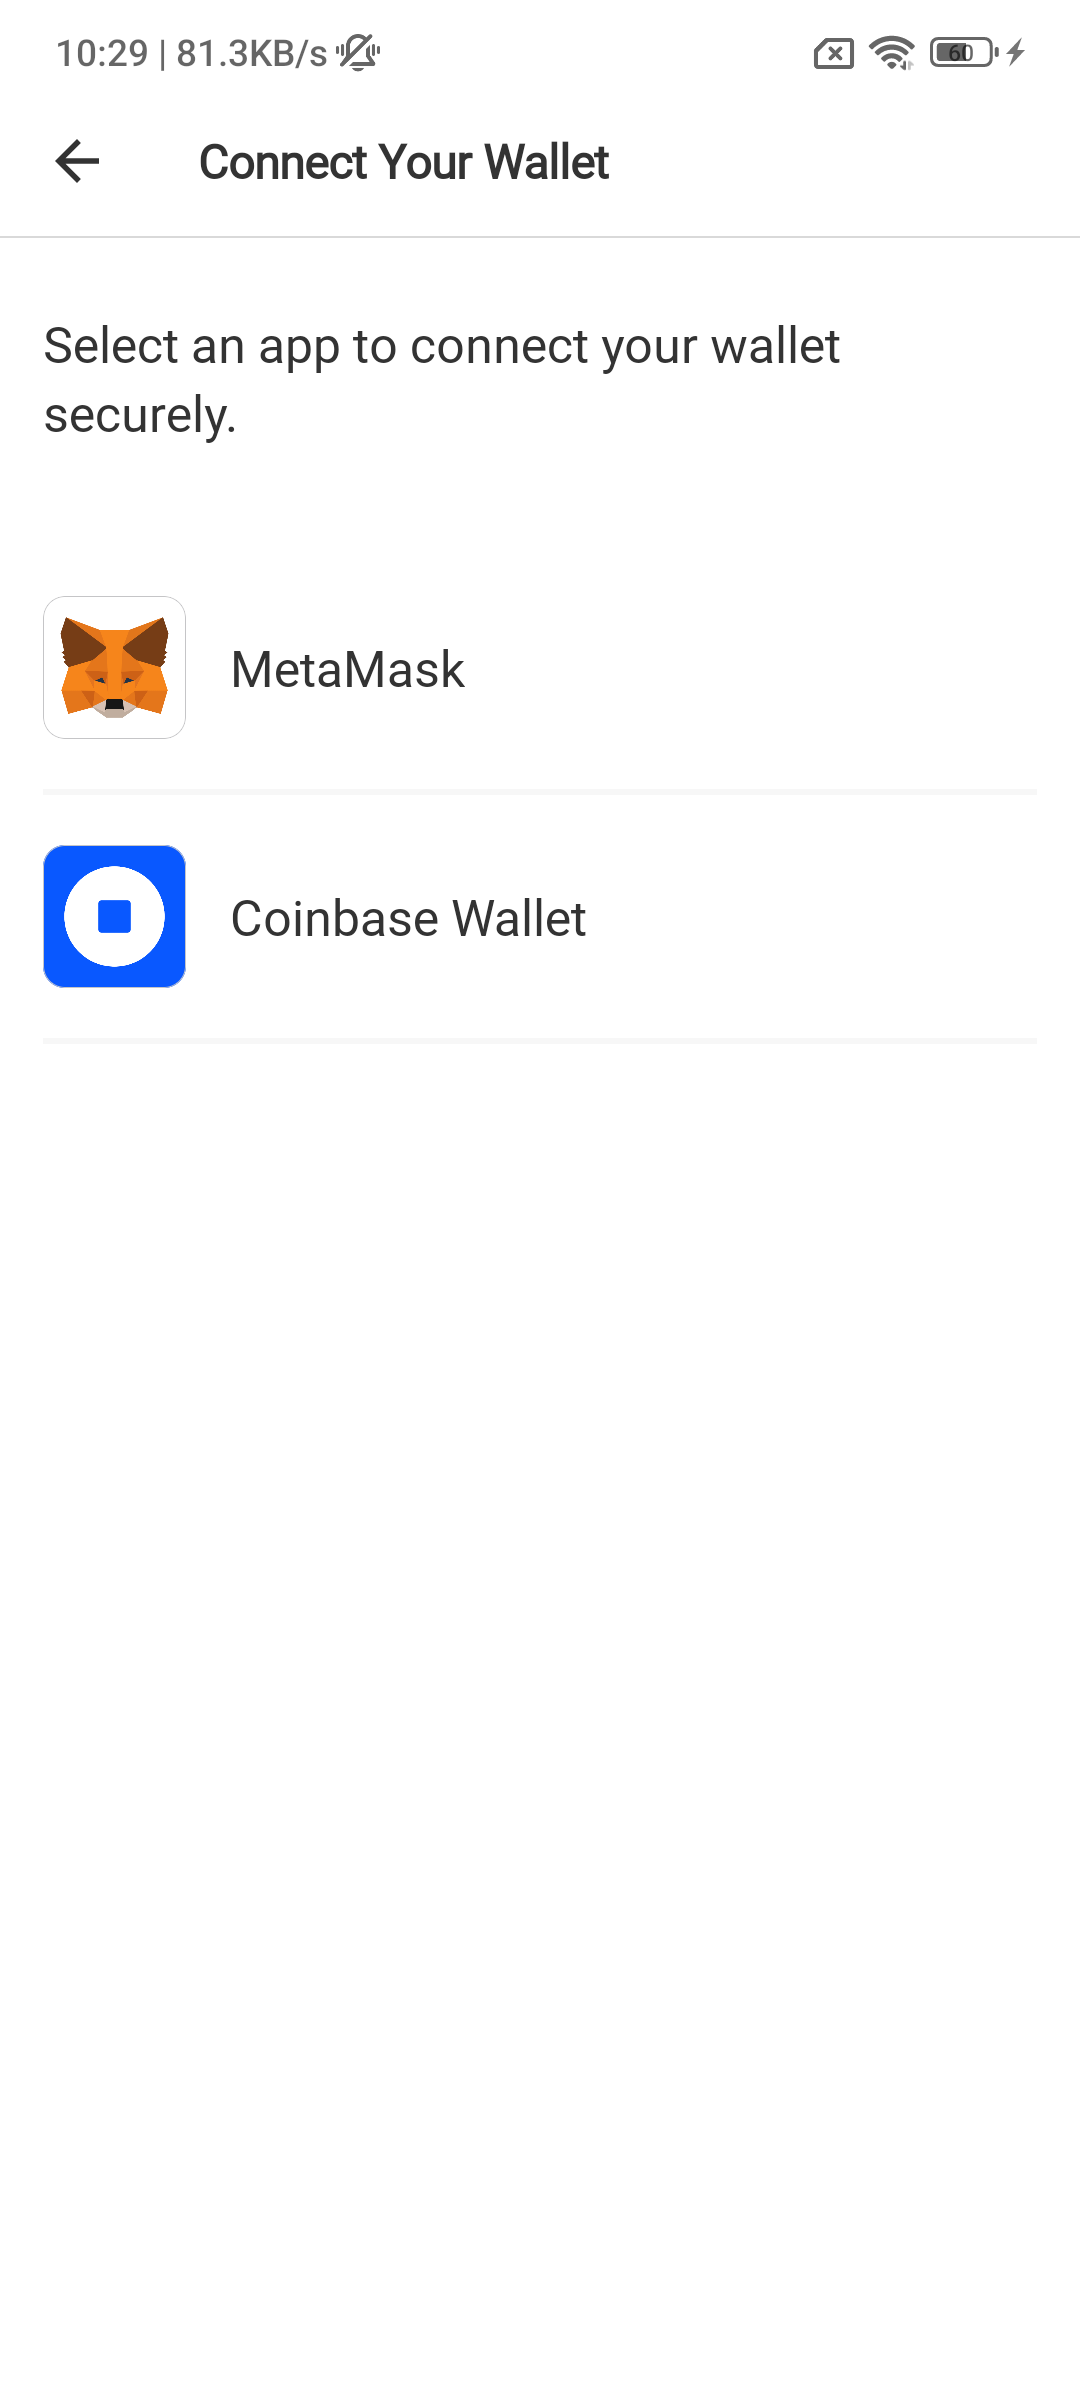 10:29 | 81.3KB/s
60
Connect Your Wallet
Select an app to connect your wallet
securely.
MetaMask
Coinbase Wallet